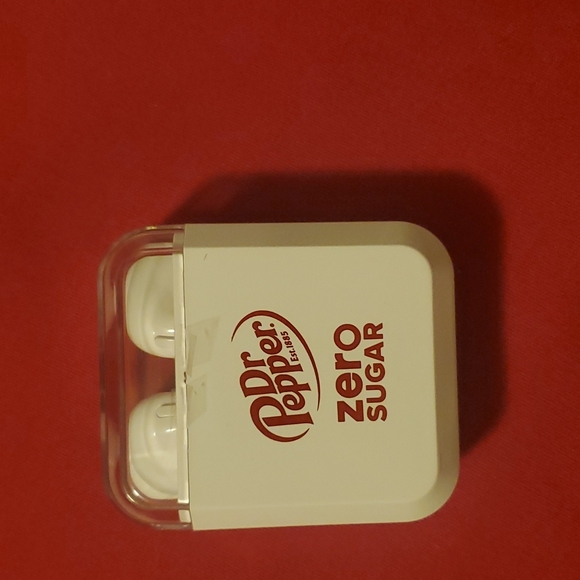 Dr
Pepper.
Est.1885
zero
SUGAR